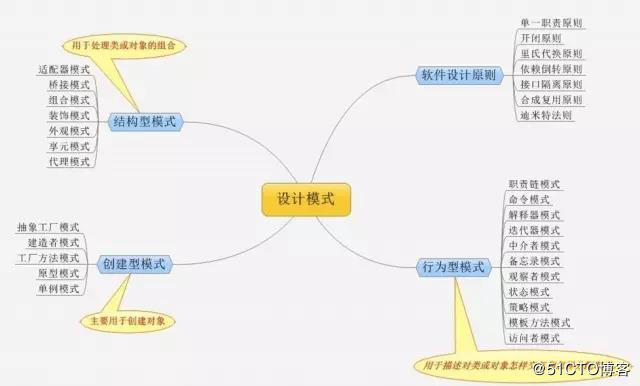 用于处理类或对象的组合
适配器模式
桥接模式
组合模式
装饰模式
外观模式
享元模式
代理模式
结构型模式
单一职责原则
开闭原则
里氏代换原则
依赖倒转原则
接口隔离原则
合成复用原则
迪米特法则
软件设计原则
设计模式
抽象工厂模式
建造者模式
工厂方法模式
原型模式
单例模式
创建型模式
主要用于创建对象
职责链模式
命令模式
解释器模式
迭代器模式
中介者模式
备忘录模式
观察者模式
状态模式
策略模式
模板方法模式
访问者模式
行为型模式
用于描述对类或对象怎样
@51CTO博客